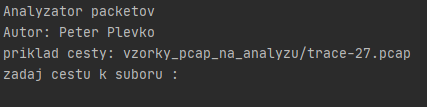 Analyzator packetov
Autor: Peter Plevko
priklad cesty: vzorky_pcap_na_analyzu/trace-27.pcap
zadaj cestu k suboru :